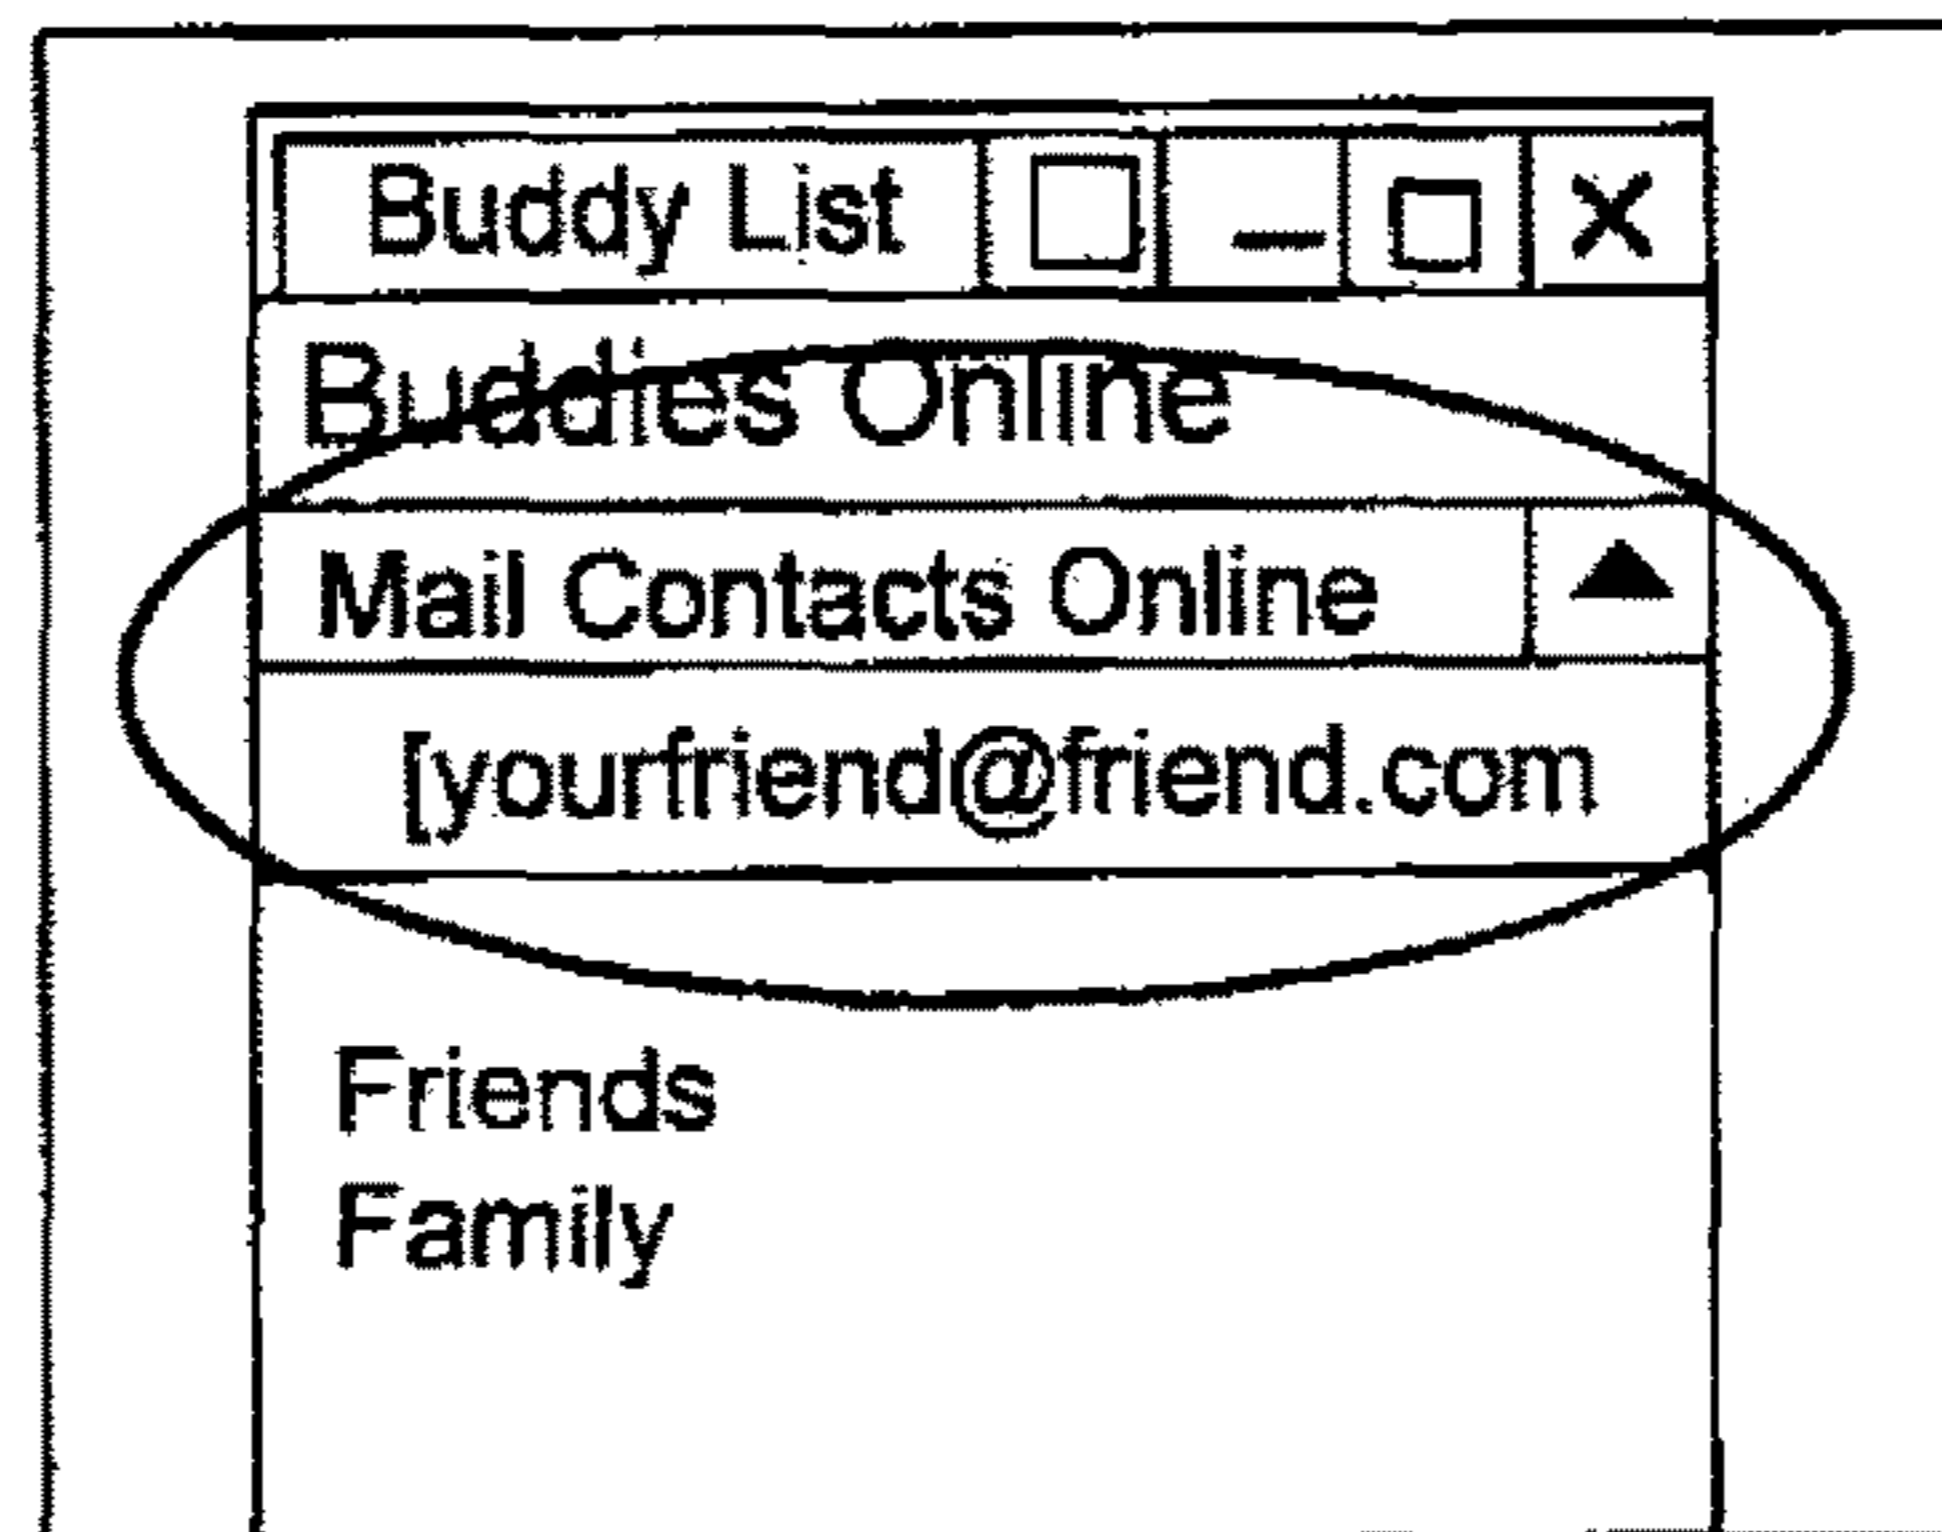 Buddy List
Buddies Online
Mail Contacts Online
[yourfriend@friend.com
Friends
Family